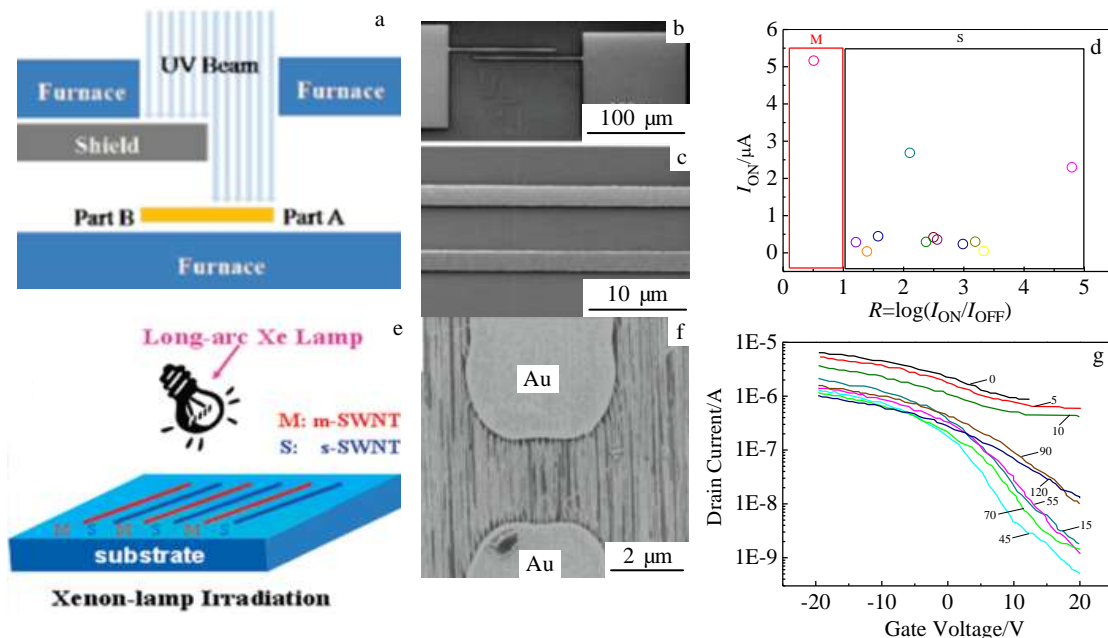 a
UV Beam
Furnace
Furnace
Shield
Part B
Part A
Furnace
b
100 μm
c
10 μm
d
M
S
6
5
4
3
2
1
0
I_ON/μA
0
1
2
3
4
5
R=log(I_ON/I_OFF)
e
Long-arc Xe Lamp
M: m-SWNT
S: s-SWNT
M S M S M S
substrate
Xenon-lamp Irradiation
f
Au
Au
2 μm
g
1E-5
1E-6
1E-7
1E-8
1E-9
Drain Current/A
0
5
10
90
120
55
70
15
45
-20
-10
0
10
20
Gate Voltage/V